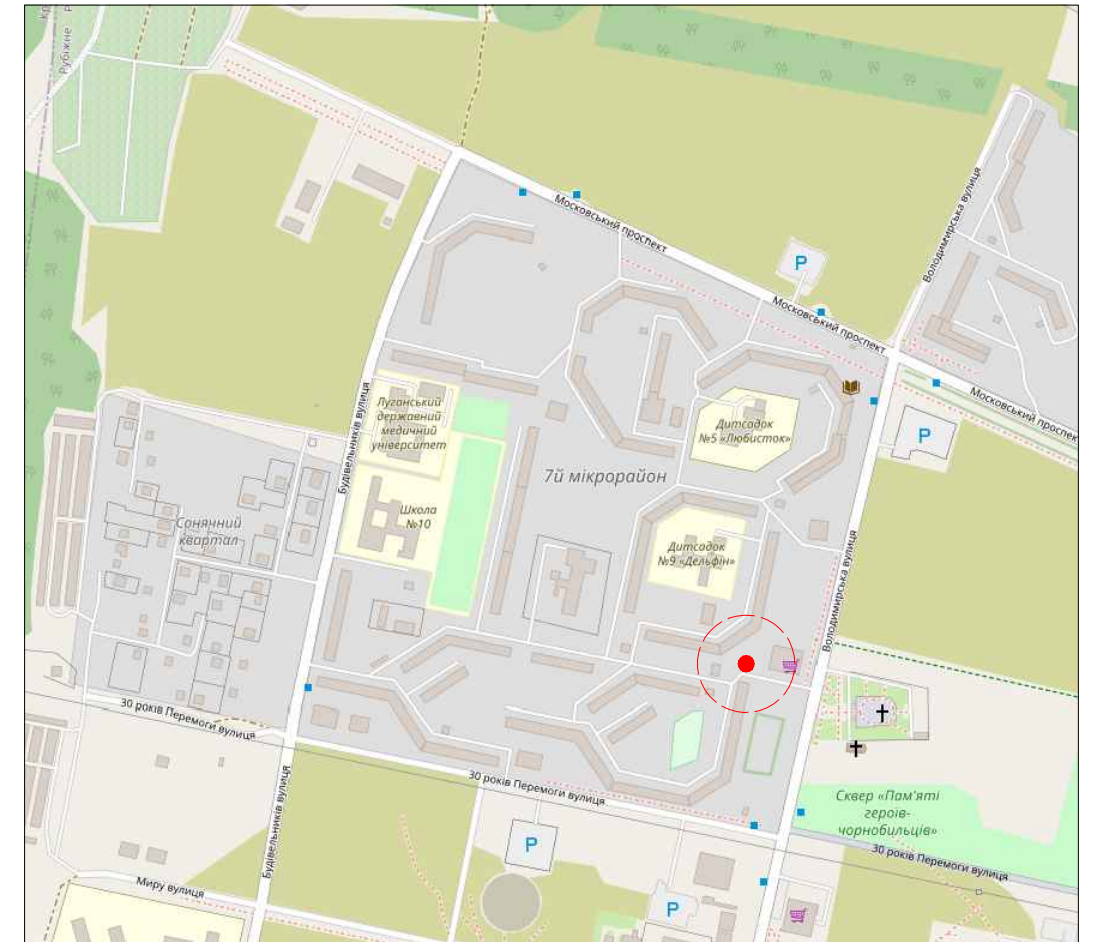 Рубіжне
Московський проспект
Володимирська вулиця
P
Московський проспект
Московський проспек
P
Будівельників вулиця
Луганський
державний
медичний
університет
Дитсадок
№5 «Любисток»
7й мікрорайон
Сонячний
квартал
Школа
№10
Дитсадок
№9 «Дельфін»
Володимирська вулиця
30 років Перемоги вулиця
30 років Перемоги вулиця
Будівельників вулиця
Сквер «Пам'яті
героїв-
чорнобильців»
P
30 років Перемоги вулиця
Миру вулиця
P